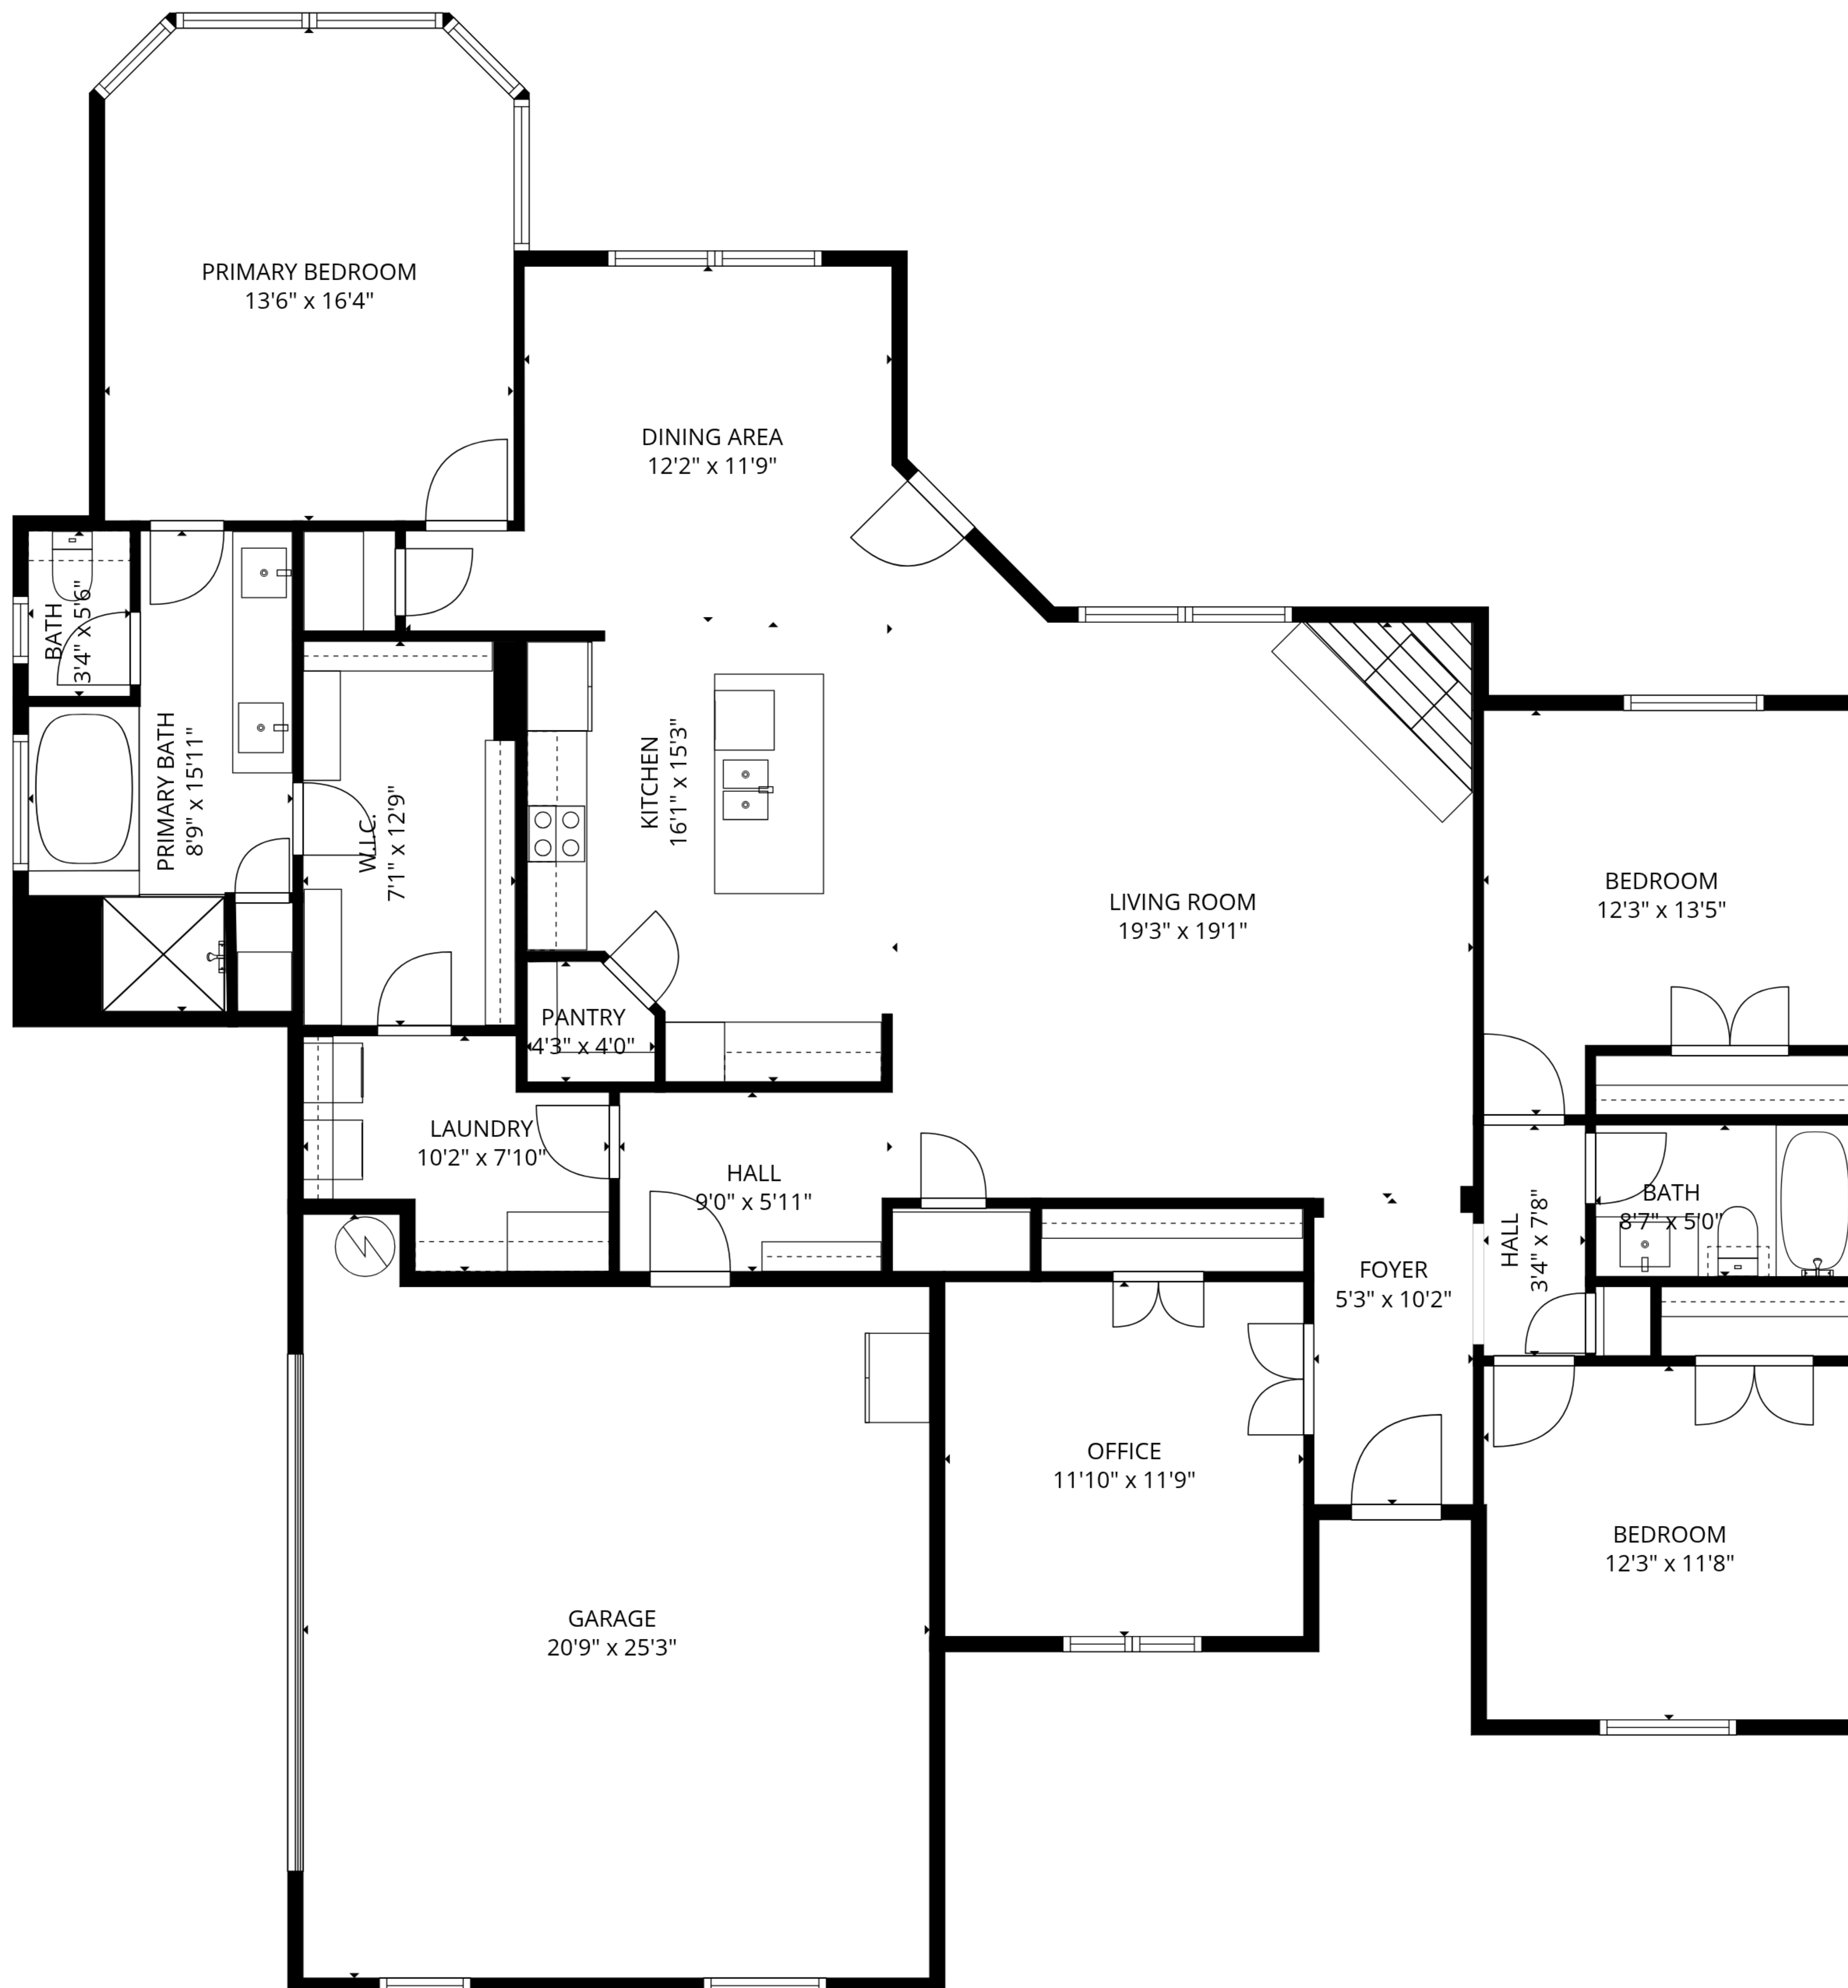 PRIMARY BEDROOM
13'6" x 16'4"
DINING AREA
12'2" x 11'9"
BATH
3'4" x 5'6"
PRIMARY BATH
8'9" x 15'11"
W.I.C.
7'1" x 12'9"
KITCHEN
16'1" x 15'3"
LIVING ROOM
19'3" x 19'1"
BEDROOM
12'3" x 13'5"
PANTRY
4'3" x 4'0"
LAUNDRY
10'2" x 7'10"
HALL
9'0" x 5'11"
FOYER
5'3" x 10'2"
HALL
3'4" x 7'8"
BATH
8'7" x 5'0"
OFFICE
11'10" x 11'9"
BEDROOM
12'3" x 11'8"
GARAGE
20'9" x 25'3"